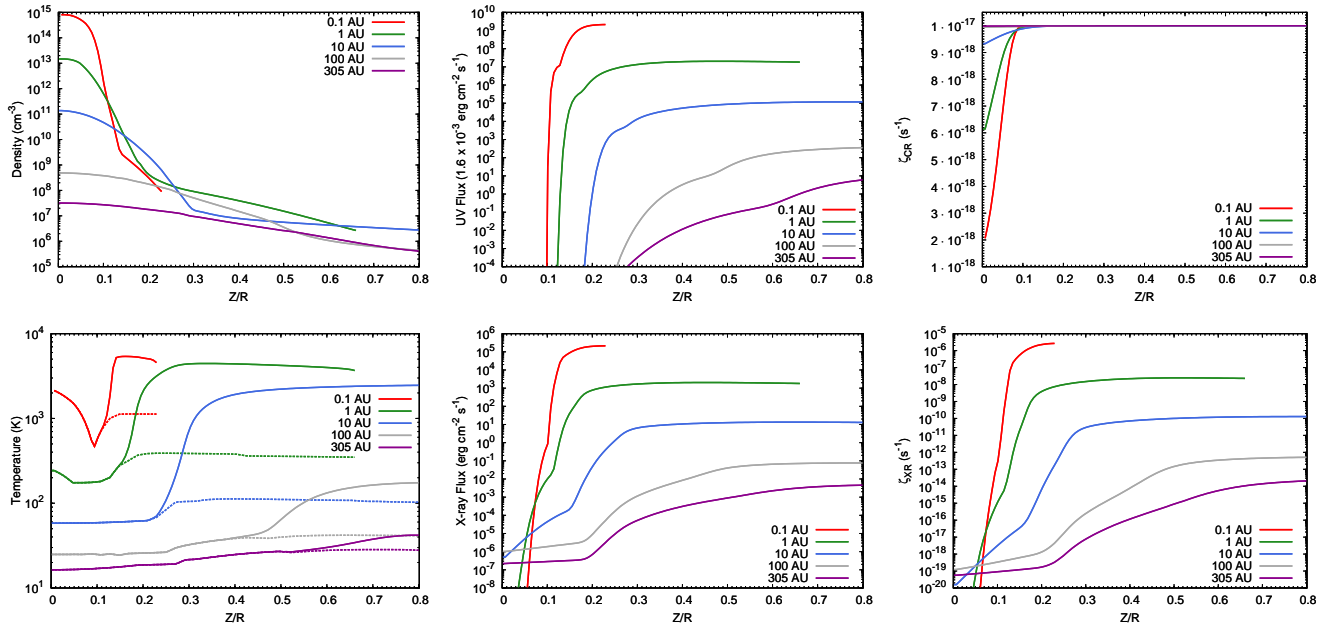 10^15
10^14
10^13
10^12
10^11
10^10
10^9
10^8
10^7
10^6
10^5
Density (cm^-3)
0 0.1 0.2 0.3 0.4 0.5 0.6 0.7 0.8
Z/R
0.1 AU
1 AU
10 AU
100 AU
305 AU
10^10
10^9
10^8
10^7
10^6
10^5
10^4
10^3
10^2
10^1
10^0
10^-1
10^-2
10^-3
10^-4
UV Flux (1.6 x 10^-3 erg cm^-2 s^-1)
0 0.1 0.2 0.3 0.4 0.5 0.6 0.7 0.8
Z/R
0.1 AU
1 AU
10 AU
100 AU
305 AU
1 · 10^-17
9 · 10^-18
8 · 10^-18
7 · 10^-18
6 · 10^-18
5 · 10^-18
4 · 10^-18
3 · 10^-18
2 · 10^-18
1 · 10^-18
ζCR (s^-1)
0 0.1 0.2 0.3 0.4 0.5 0.6 0.7 0.8
Z/R
0.1 AU
1 AU
10 AU
100 AU
305 AU
10^4
10^3
10^2
10^1
Temperature (K)
0 0.1 0.2 0.3 0.4 0.5 0.6 0.7 0.8
Z/R
0.1 AU
1 AU
10 AU
100 AU
305 AU
10^6
10^5
10^4
10^3
10^2
10^1
10^0
10^-1
10^-2
10^-3
10^-4
10^-5
10^-6
10^-7
10^-8
X-ray Flux (erg cm^-2 s^-1)
0 0.1 0.2 0.3 0.4 0.5 0.6 0.7 0.8
Z/R
0.1 AU
1 AU
10 AU
100 AU
305 AU
10^-5
10^-6
10^-7
10^-8
10^-9
10^-10
10^-11
10^-12
10^-13
10^-14
10^-15
10^-16
10^-17
10^-18
10^-19
10^-20
ζXR (s^-1)
0 0.1 0.2 0.3 0.4 0.5 0.6 0.7 0.8
Z/R
0.1 AU
1 AU
10 AU
100 AU
305 AU